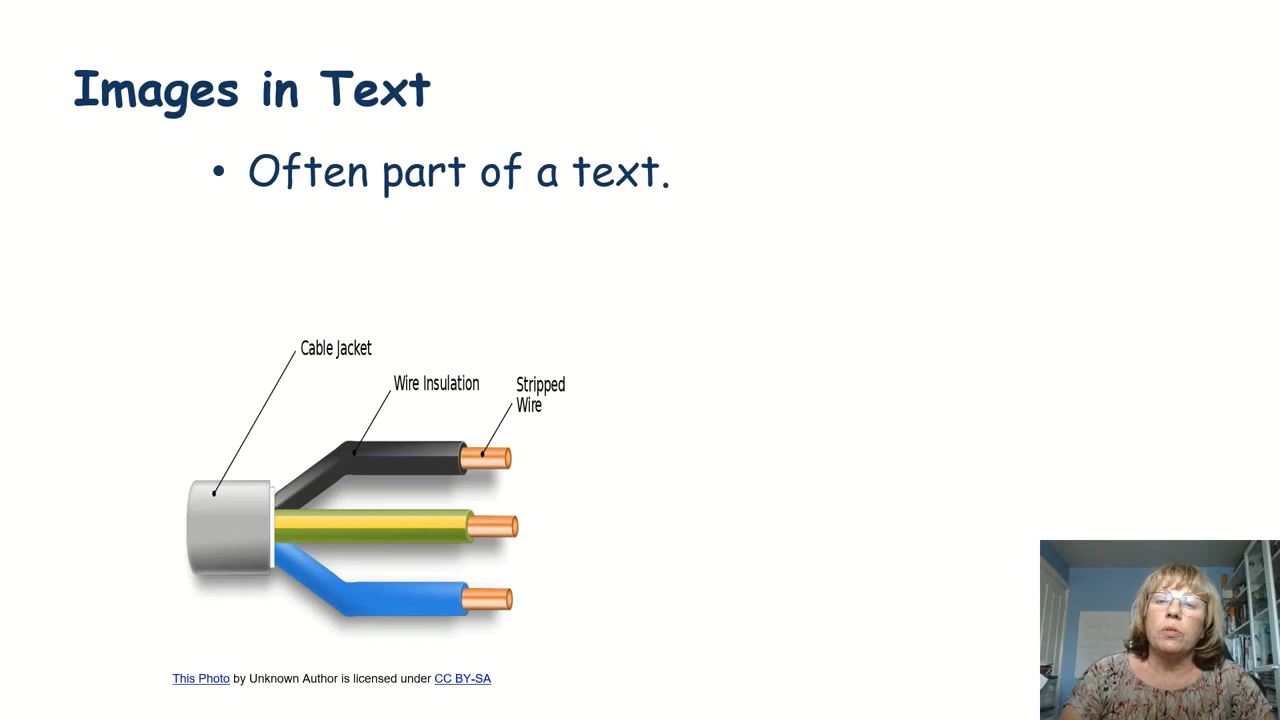 Images in Text
• Often part of a text.
Cable Jacket
Wire Insulation
Stripped
Wire
This Photo by Unknown Author is licensed under CC BY-SA